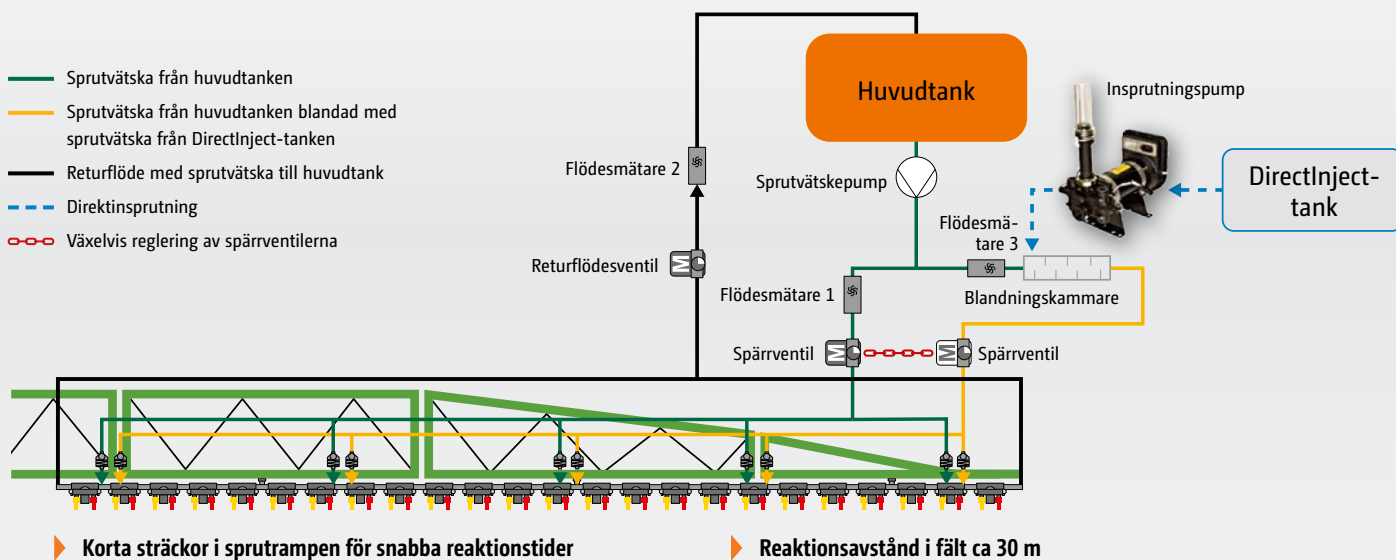 Sprutvätska från huvudtanken
Sprutvätska från huvudtanken blandad med
sprutvätska från DirectInject-tanken
Returflöde med sprutvätska till huvudtank
Direktinsprutning
Växelvis reglering av spärrventilerna
Huvudtank
Insprutningspump
Flödesmätare 2
Sprutvätskepump
DirectInject-
tank
Flödesmä-
tare 3
Returflödesventil
M
Flödesmätare 1
Blandningskammare
Spärrventil
M
M
Spärrventil
Korta sträckor i sprutrampen för snabba reaktionstider
Reaktionsavstånd i fält ca 30 m